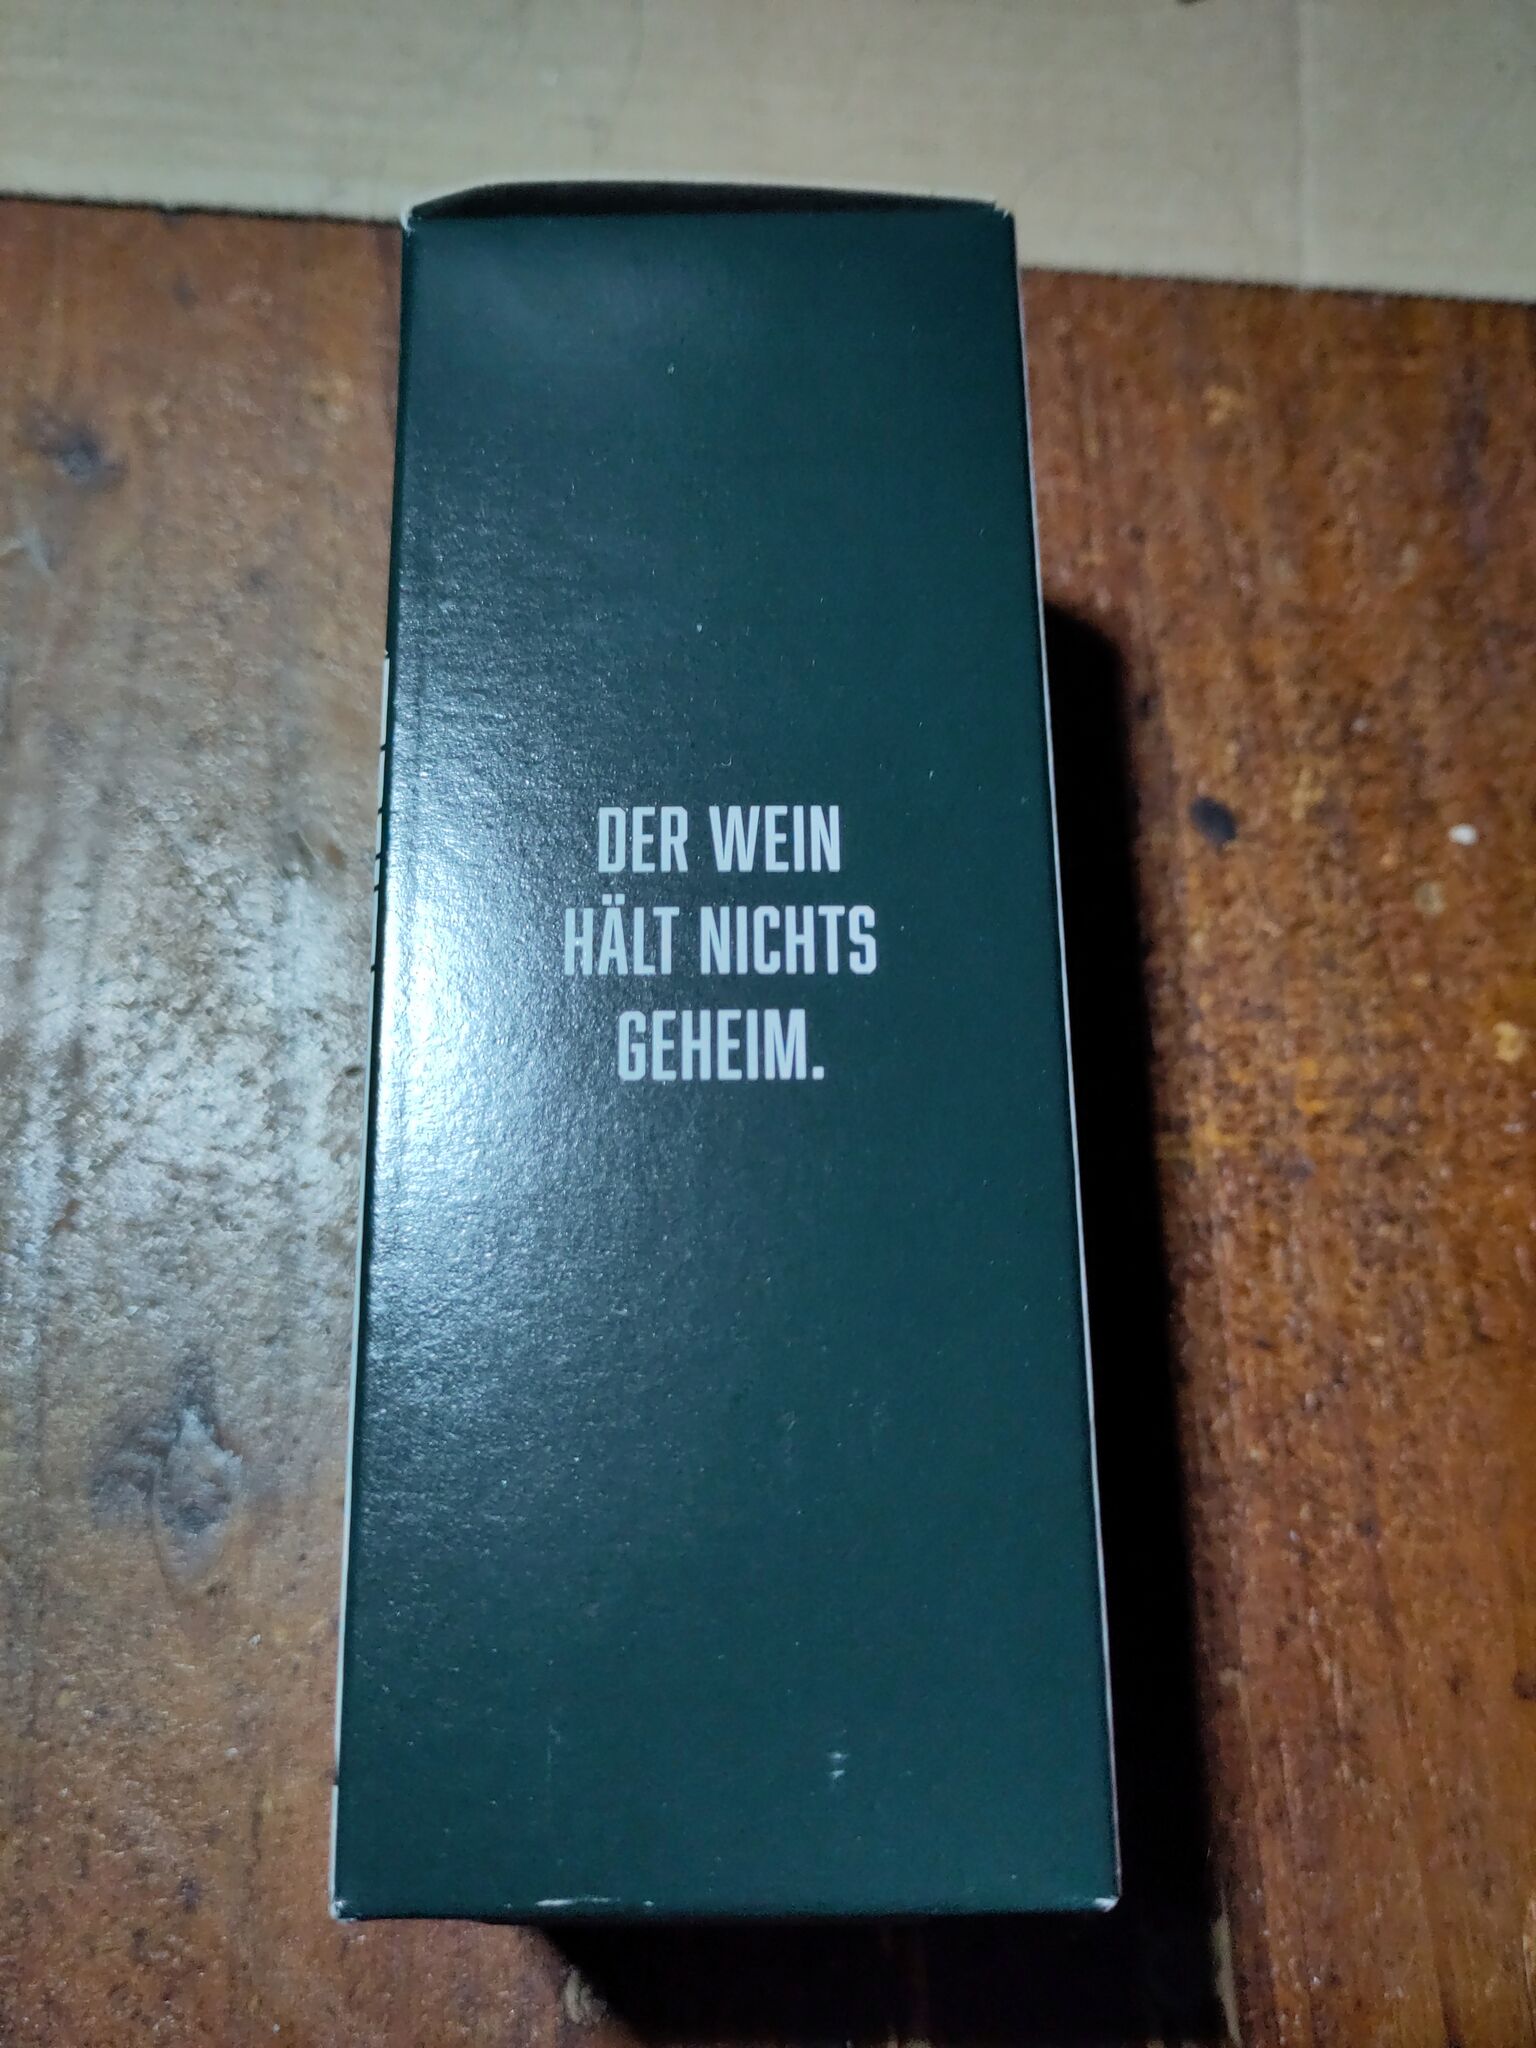 DER WEIN
HÄLT NICHTS
GEHEIM.